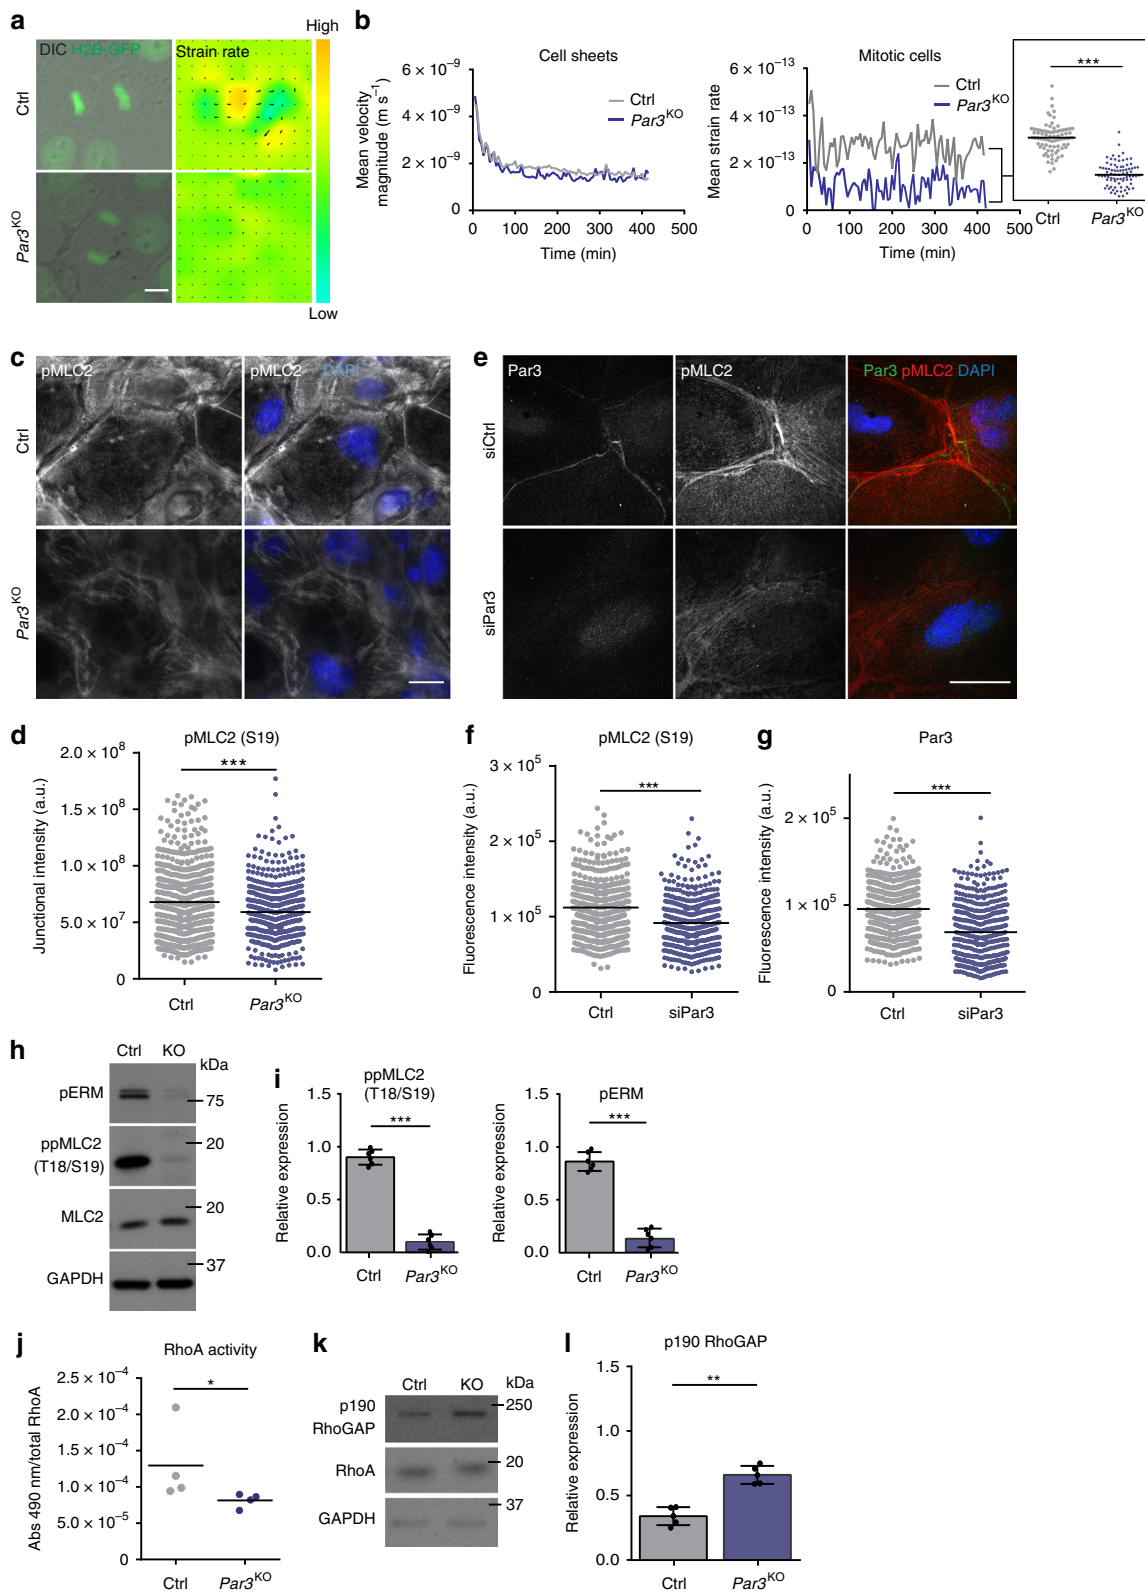 a
DIC H2B-GFP
Strain rate
High
Low
Ctrl
Par3KO
b
Cell sheets
Mean velocity
magnitude (m s−1)
6 × 10−9
4 × 10−9
2 × 10−9
0
Ctrl
Par3KO
0 100 200 300 400 500
Time (min)
Mitotic cells
Mean strain rate
6 × 10−13
4 × 10−13
2 × 10−13
0
Ctrl
Par3KO
0 100 200 300 400 500
Time (min)
***
Ctrl Par3KO
c
pMLC2
pMLC2 DAPI
Ctrl
Par3KO
e
Par3
pMLC2
Par3 pMLC2 DAPI
siCtrl
siPar3
d
pMLC2 (S19)
Junctional intensity (a.u.)
2.0 × 108
1.5 × 108
1.0 × 108
5.0 × 107
0
***
Ctrl Par3KO
f
pMLC2 (S19)
Fluorescence intensity (a.u.)
3 × 105
2 × 105
1 × 105
0
***
Ctrl siPar3
g
Par3
Fluorescence intensity (a.u.)
2 × 105
1 × 105
0
***
Ctrl siPar3
h
Ctrl KO
kDa
pERM
75
ppMLC2
(T18/S19)
20
MLC2
20
GAPDH
37
i
ppMLC2
(T18/S19)
Relative expression
1.5
1.0
0.5
0.0
***
Ctrl Par3KO
pERM
Relative expression
1.5
1.0
0.5
0.0
***
Ctrl Par3KO
j
RhoA activity
Abs 490 nm/total RhoA
2.5 × 10−4
2.0 × 10−4
1.5 × 10−4
1.0 × 10−4
5.0 × 10−5
0
*
Ctrl Par3KO
k
Ctrl KO kDa
p190
RhoGAP
250
RhoA
20
GAPDH
37
l
p190 RhoGAP
Relative expression
1.5
1.0
0.5
0.0
**
Ctrl Par3KO